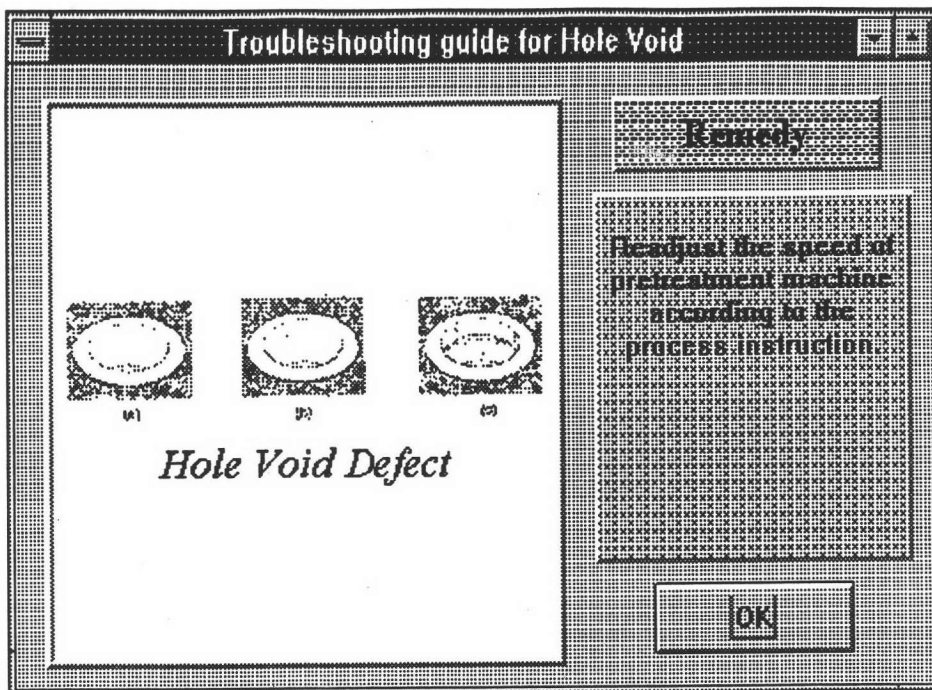 Troubleshooting guide for Hole Void
Remedy
Readjust the speed of
pretreatment machine
according to the
process instruction.
(a) (b) (c)
Hole Void Defect
OK